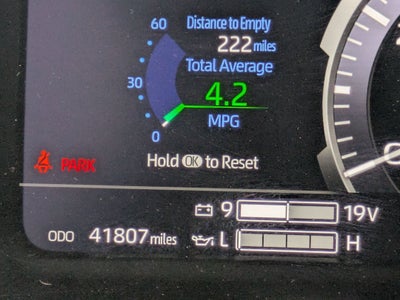 60 Distance to Empty
222 miles
Total Average
30
4.2
0 MPG
PARK Hold OK to Reset
9 19V
ODO 41807 miles L H